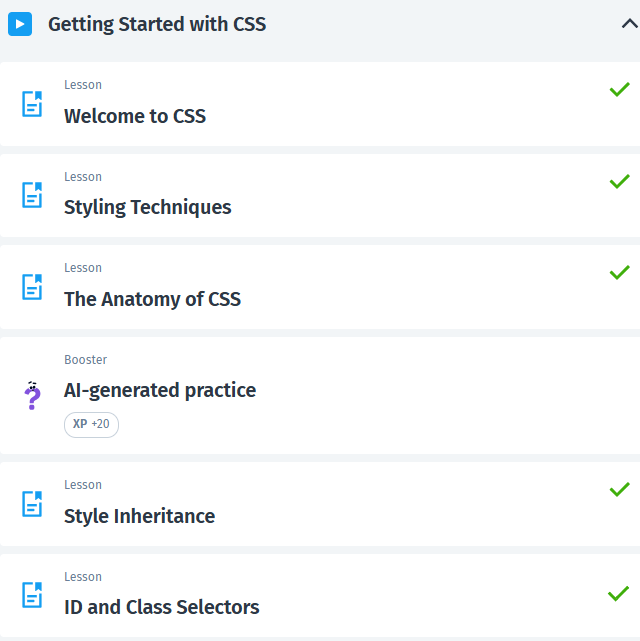 Getting Started with CSS
Lesson
Welcome to CSS
Lesson
Styling Techniques
Lesson
The Anatomy of CSS
Booster
AI-generated practice
XP +20
Lesson
Style Inheritance
Lesson
ID and Class Selectors